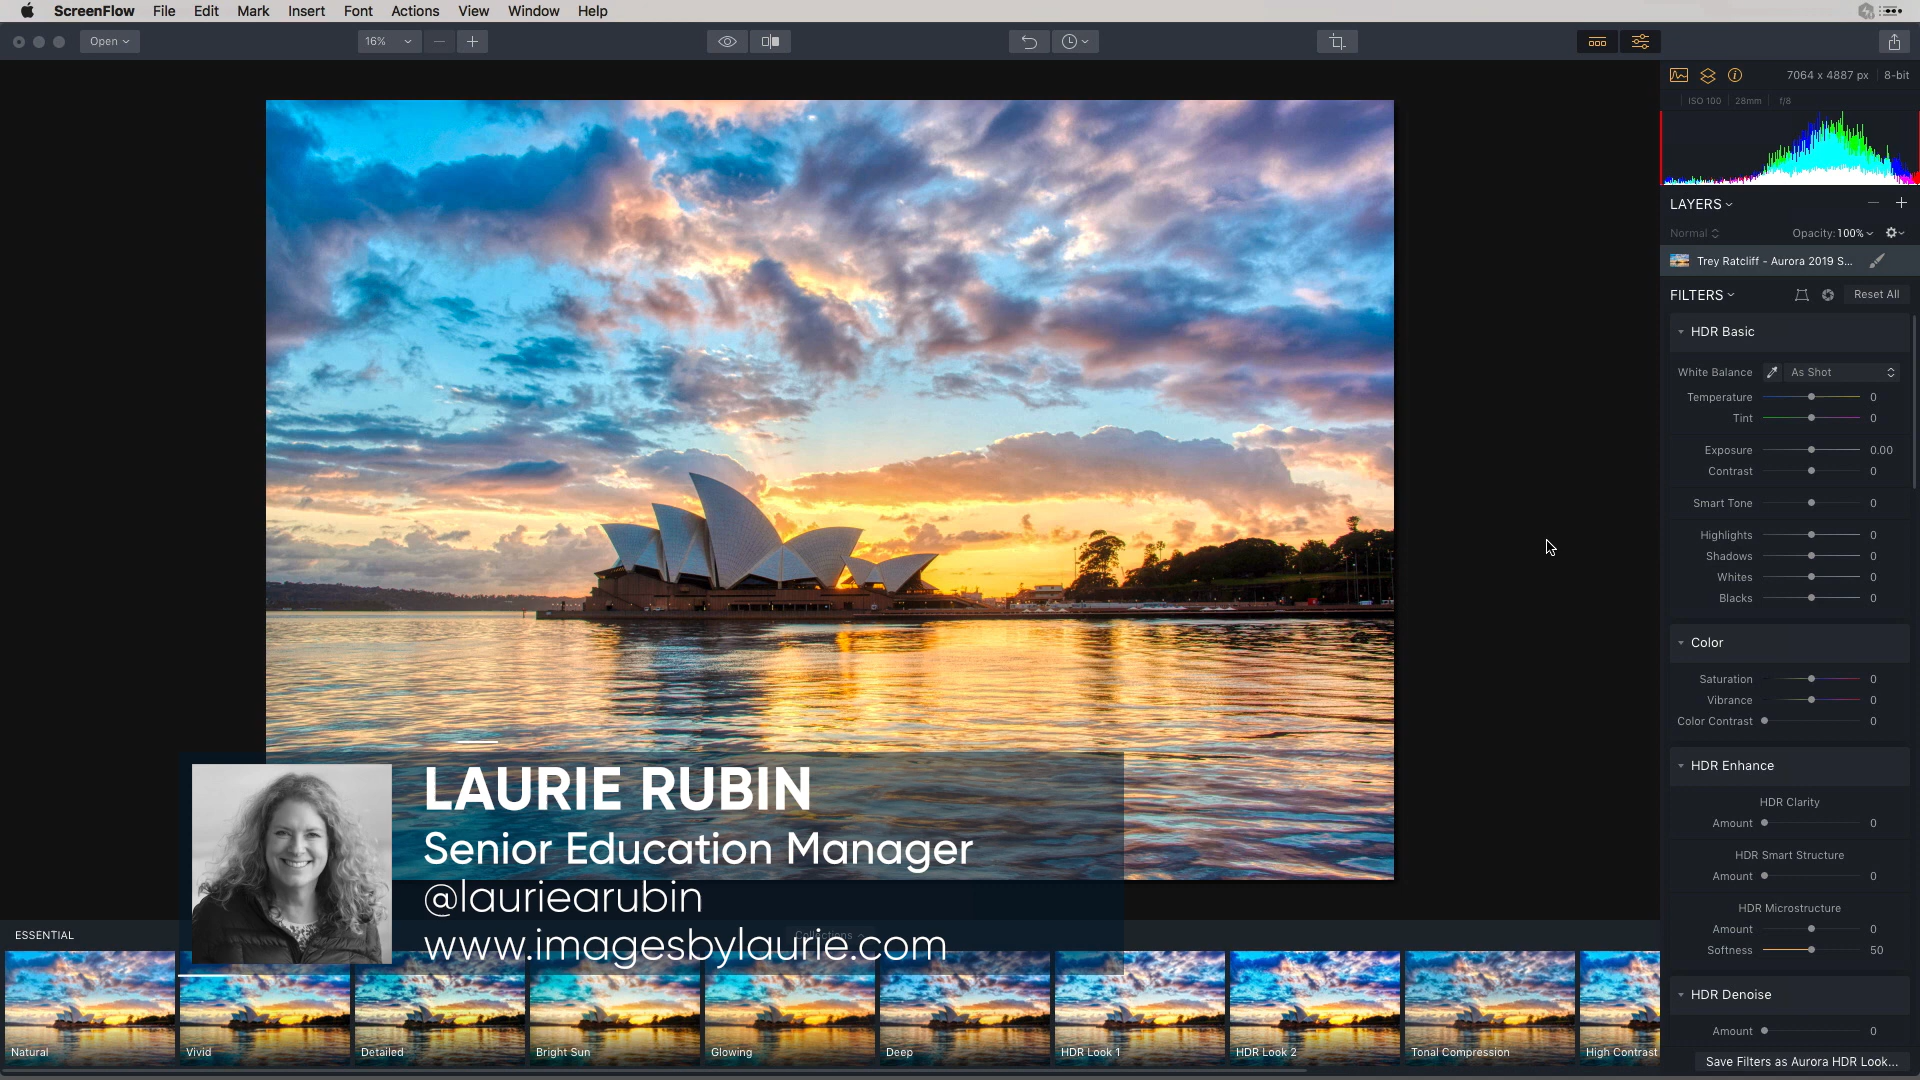 ScreenFlow File Edit Mark Insert Font Actions View Window Help
Open 16%
7064 x 4887 px 8-bit
ISO 100 28mm f/8
LAYERS
Normal Opacity: 100%
Trey Ratcliff - Aurora 2019 S...
FILTERS Reset All
HDR Basic
White Balance As Shot
Temperature 0
Tint 0
Exposure 0.00
Contrast 0
Smart Tone 0
Highlights 0
Shadows 0
Whites 0
Blacks 0
Color
Saturation 0
Vibrance 0
Color Contrast 0
HDR Enhance
HDR Clarity
Amount 0
HDR Smart Structure
Amount 0
HDR Microstructure
Amount 0
Softness 50
HDR Denoise
Amount 0
Save Filters as Aurora HDR Look...
LAURIE RUBIN
Senior Education Manager
@lauriearubin
www.imagesbylaurie.com
ESSENTIAL
Collections
Natural
Vivid
Detailed
Bright Sun
Glowing
Deep
HDR Look 1
HDR Look 2
Tonal Compression
High Contrast